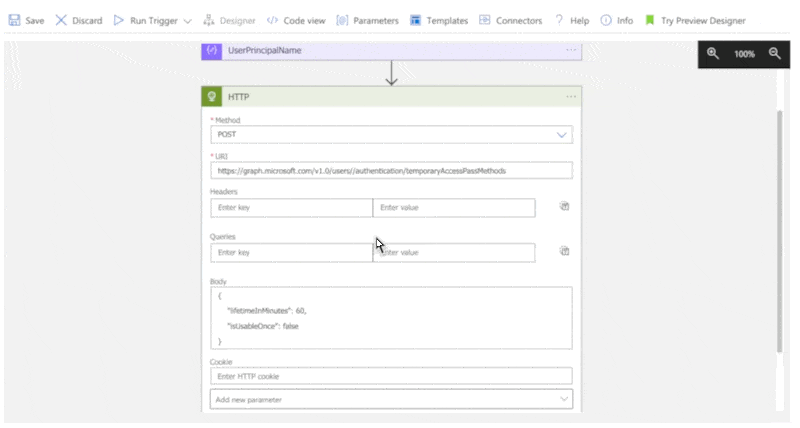 Save Discard Run Trigger Designer Code view Parameters Templates Connectors Help Info Try Preview Designer
UserPrincipalName
100%
HTTP
* Method
POST
* URI
https://graph.microsoft.com/v1.0/users//authentication/temporaryAccessPassMethods
Headers
Enter key Enter value
Queries
Enter key Enter value
Body
{
"lifetimeInMinutes": 60,
"isUsableOnce": false
}
Cookie
Enter HTTP cookie
Add new parameter